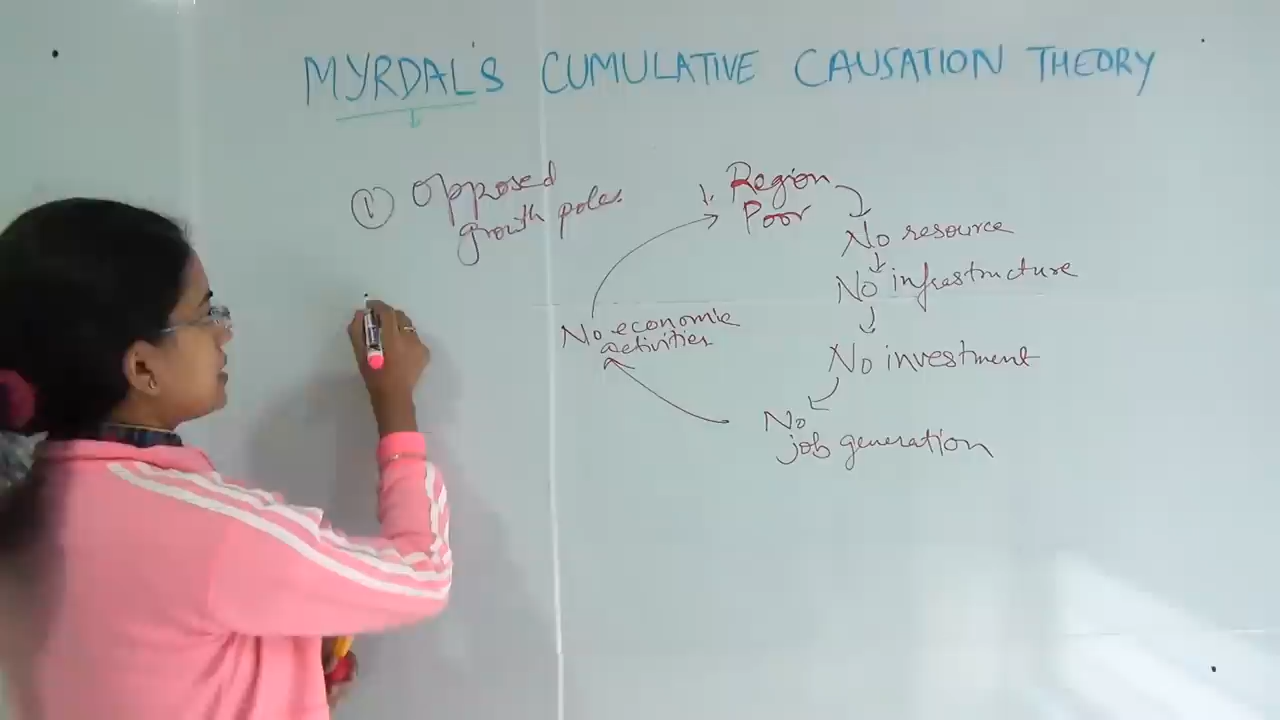 MYRDAL'S CUMULATIVE CAUSATION THEORY
① Opposed
growth poles.
1. Region
Poor
No resource
No infrastructure
No investment
No
job generation
No economic
activities